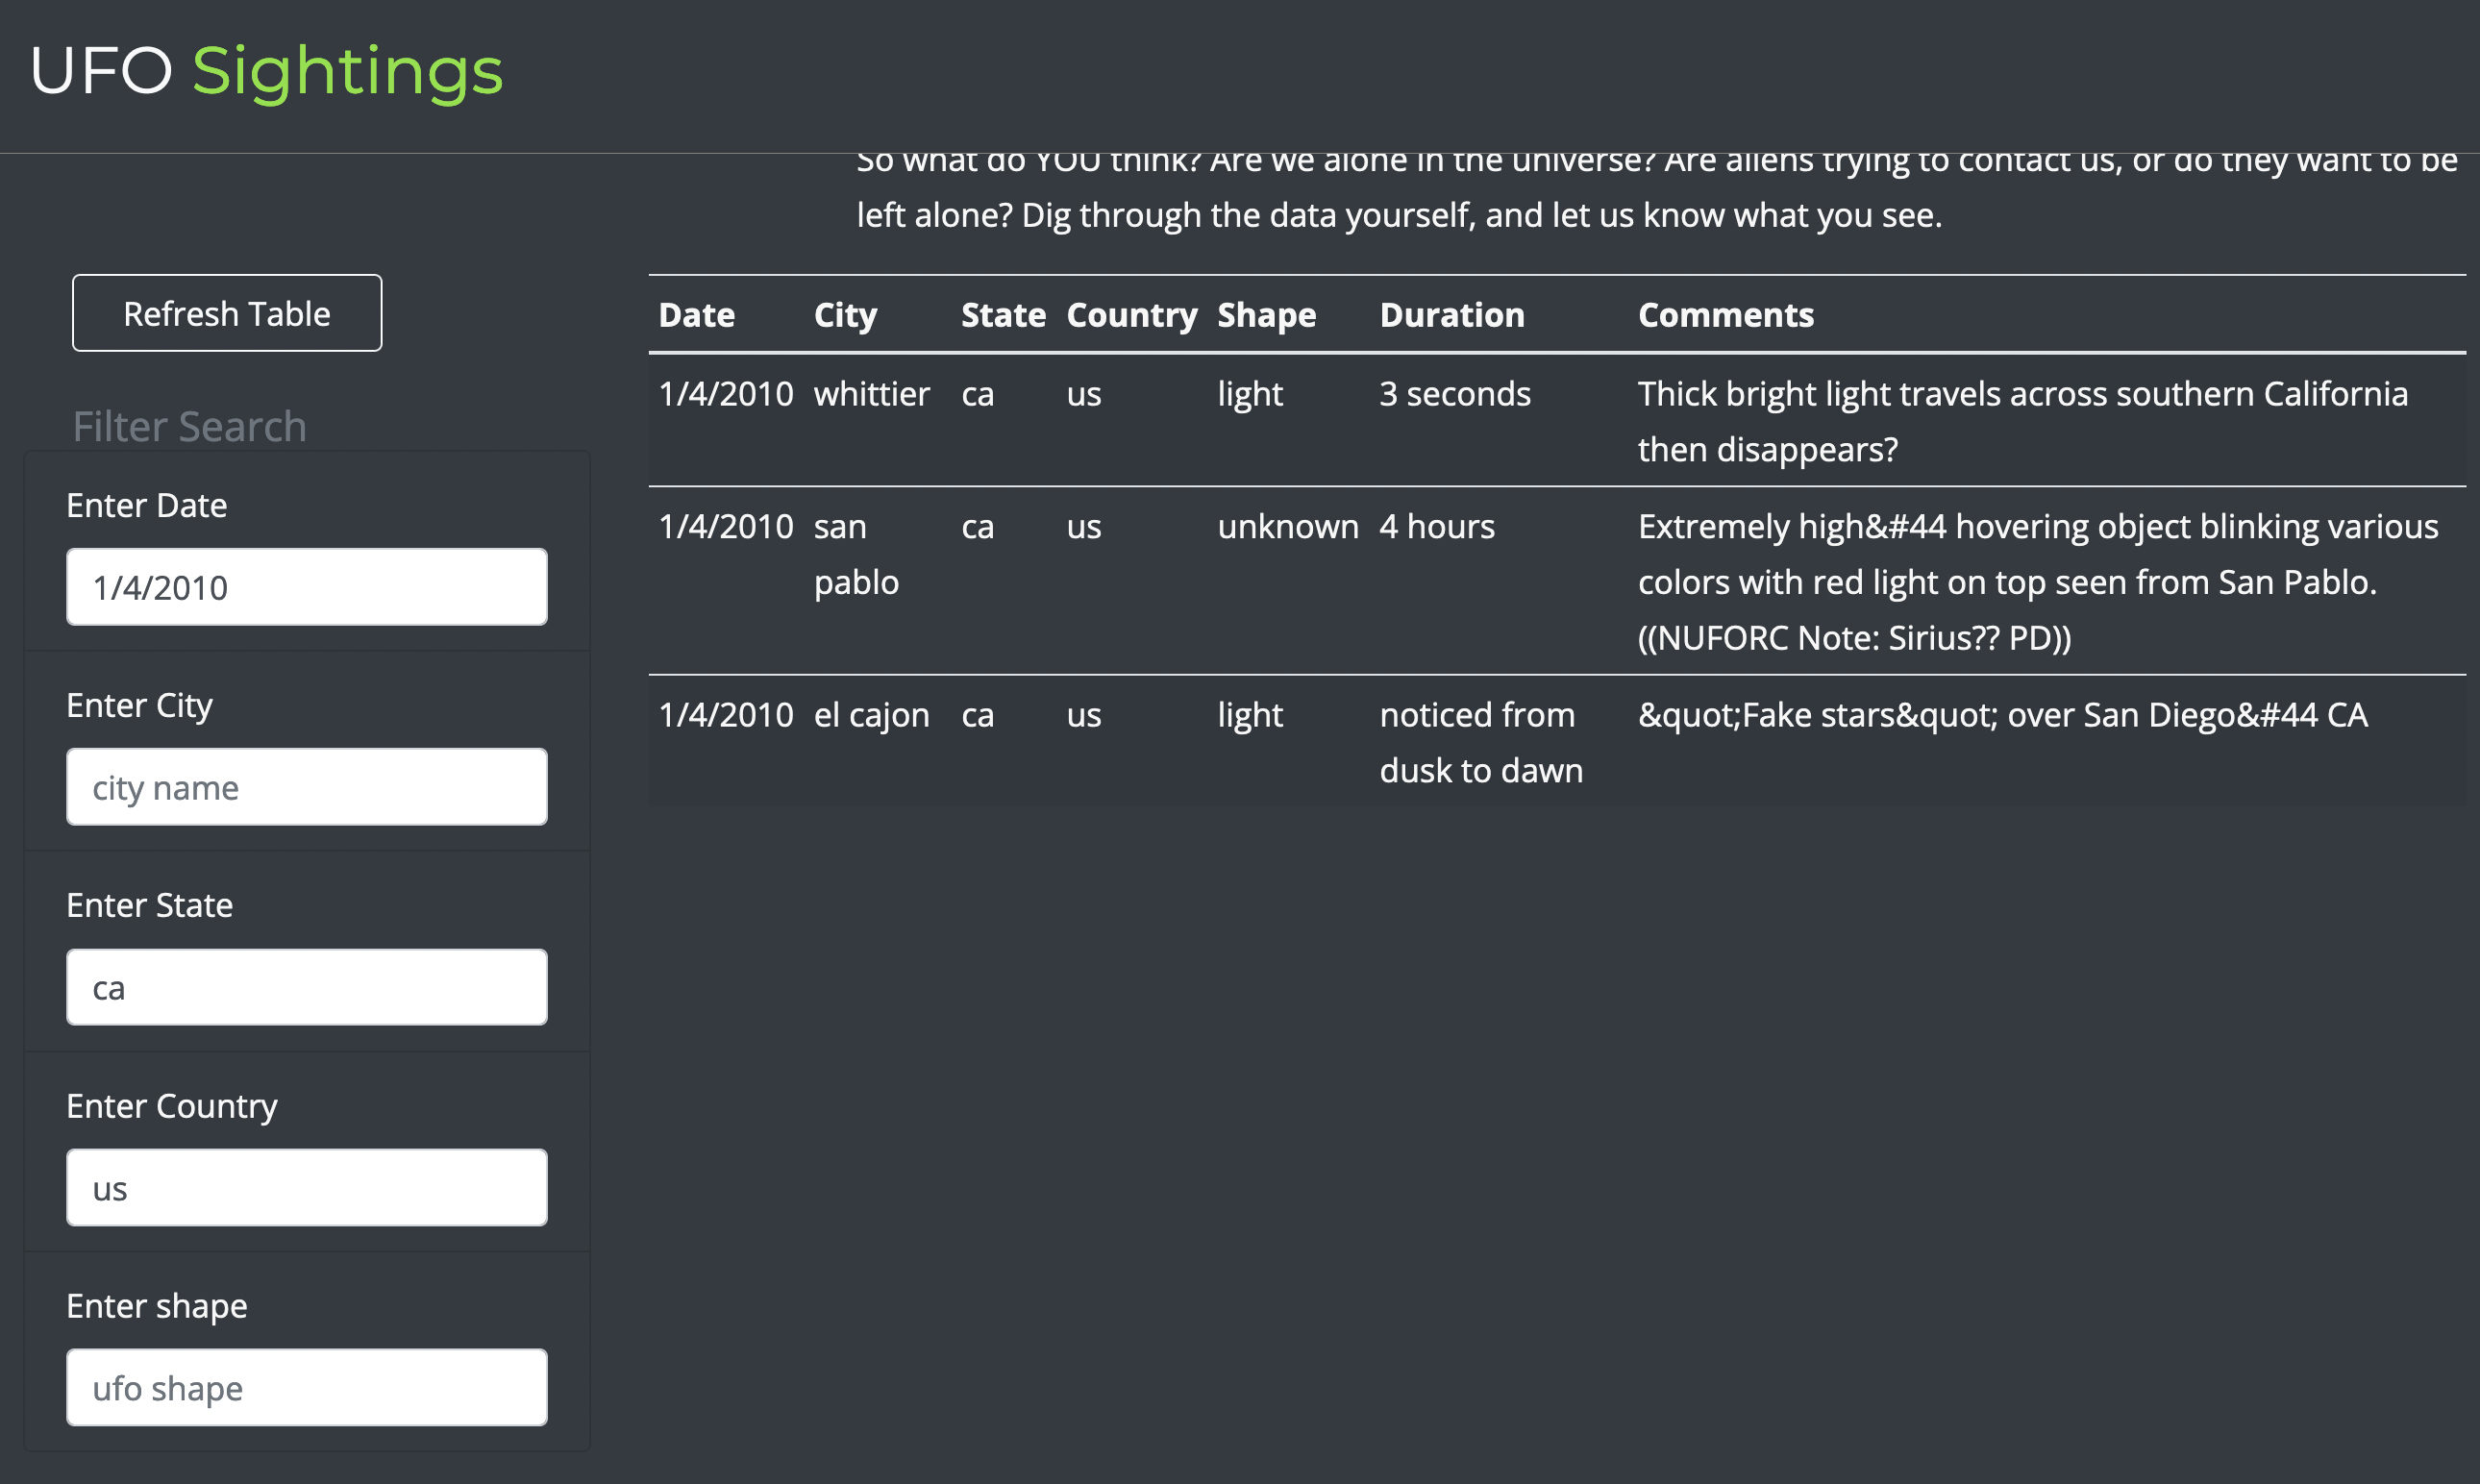 UFO Sightings
So what do YOU think? Are we alone in the universe? Are aliens trying to contact us, or do they want to be
left alone? Dig through the data yourself, and let us know what you see.
Refresh Table
Filter Search
Enter Date
1/4/2010
Enter City
city name
Enter State
ca
Enter Country
us
Enter shape
ufo shape
Date City State Country Shape Duration Comments
1/4/2010 whittier ca us light 3 seconds Thick bright light travels across southern California
then disappears?
1/4/2010 san ca us unknown 4 hours Extremely high&#44 hovering object blinking various
pablo colors with red light on top seen from San Pablo.
((NUFORC Note: Sirius?? PD))
1/4/2010 el cajon ca us light noticed from &quot;Fake stars&quot; over San Diego&#44 CA
dusk to dawn